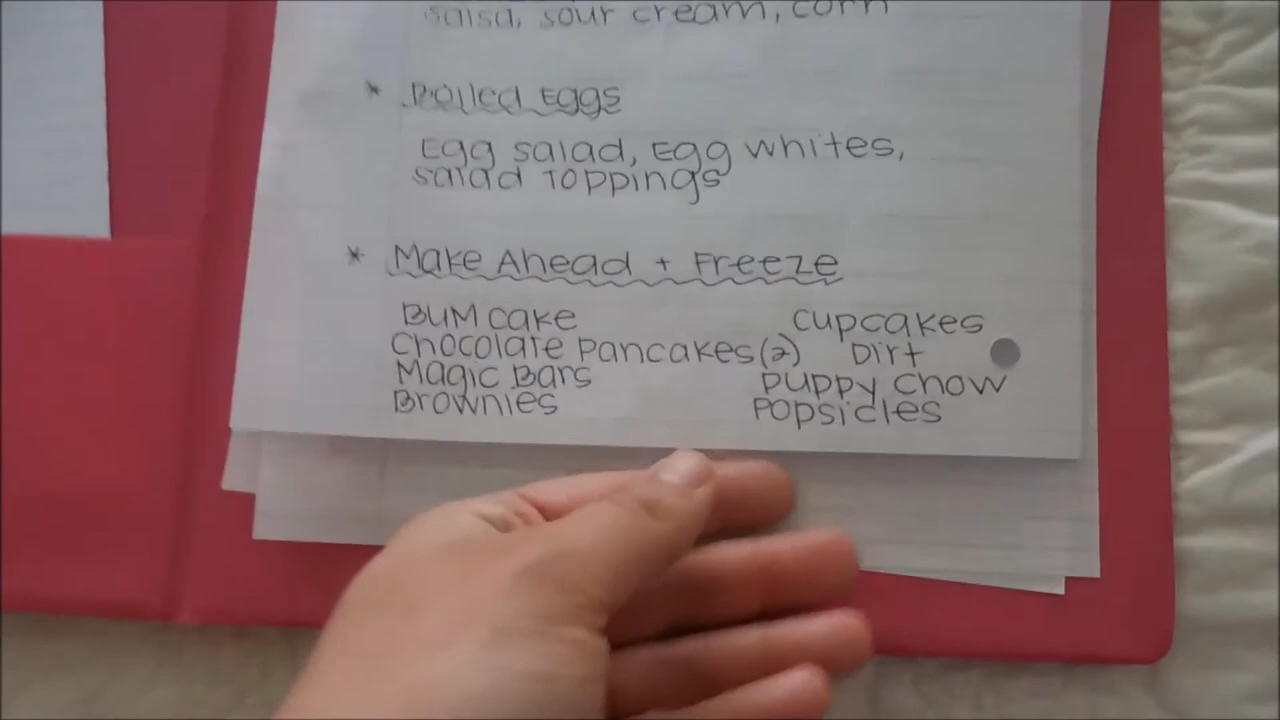 salsa, sour cream, corn
* Boiled Eggs
Egg salad, Egg whites,
salad Toppings
* Make Ahead + Freeze
BUM cake
Chocolate Pancakes (2)
Magic Bars
Brownies
cupcakes
Dirt
Puppy chow
Popsicles